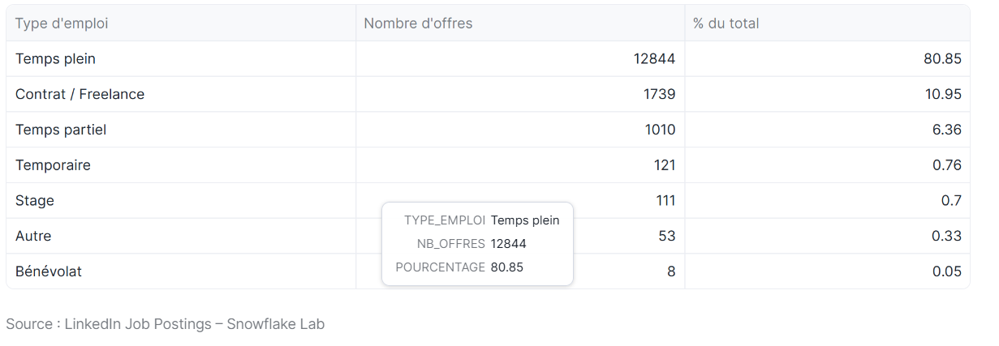 Type d'emploi Nombre d'offres % du total
Temps plein 12844 80.85
Contrat / Freelance 1739 10.95
Temps partiel 1010 6.36
Temporaire 121 0.76
Stage 111 0.7
Autre 53 0.33
Bénévolat 8 0.05
TYPE_EMPLOI Temps plein
NB_OFFRES 12844
POURCENTAGE 80.85
Source : LinkedIn Job Postings – Snowflake Lab